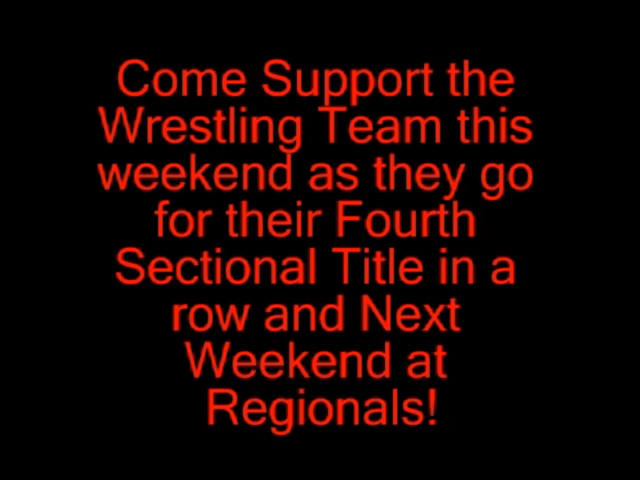 Come Support the
Wrestling Team this
weekend as they go
for their Fourth
Sectional Title in a
row and Next
Weekend at
Regionals!